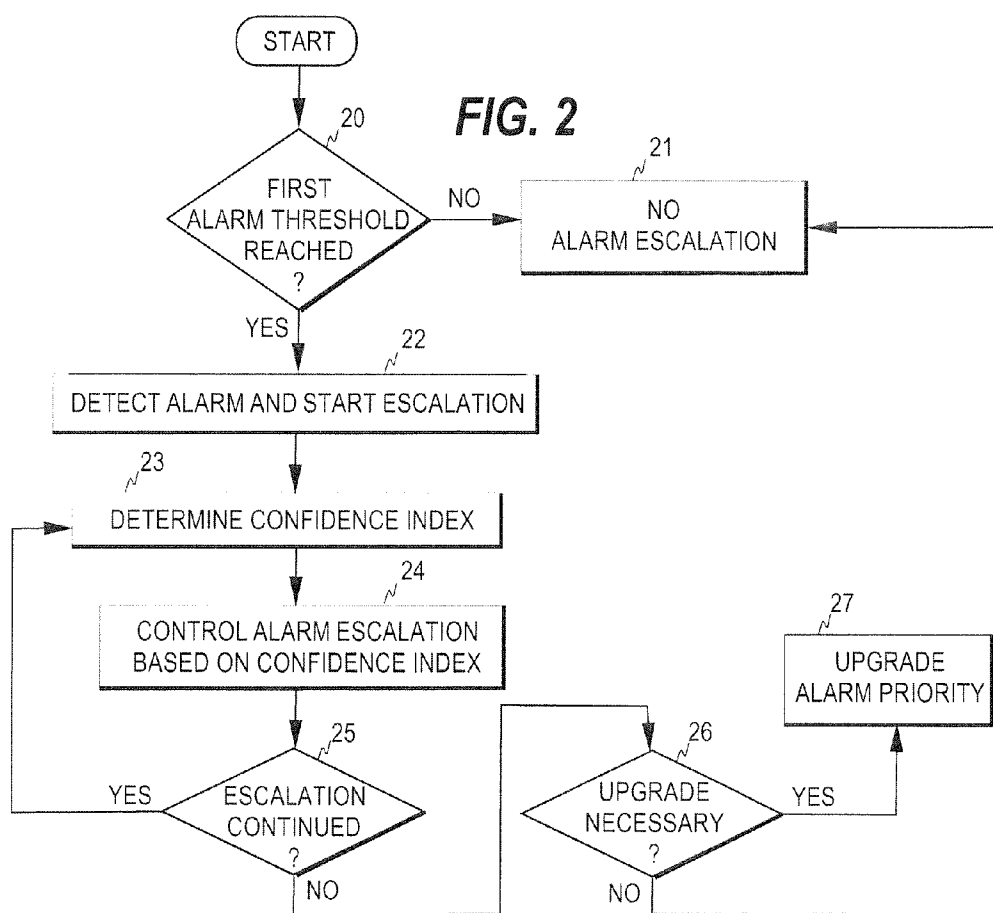 START
FIG. 2
20
FIRST
ALARM THRESHOLD
REACHED
?
NO
21
NO
ALARM ESCALATION
YES
22
DETECT ALARM AND START ESCALATION
23
DETERMINE CONFIDENCE INDEX
24
CONTROL ALARM ESCALATION
BASED ON CONFIDENCE INDEX
25
ESCALATION
CONTINUED
?
YES
NO
26
UPGRADE
NECESSARY
?
YES
NO
27
UPGRADE
ALARM PRIORITY